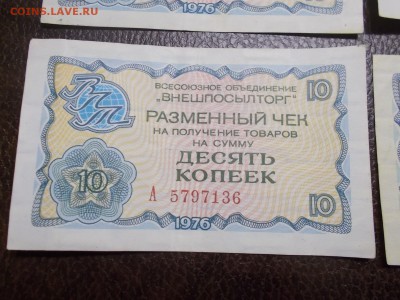 COINS.LAVE.RU
1976
ВПТ
ВСЕСОЮЗНОЕ ОБЪЕДИНЕНИЕ
"ВНЕШПОСЫЛТОРГ"
10
РАЗМЕННЫЙ ЧЕК
НА ПОЛУЧЕНИЕ ТОВАРОВ
НА СУММУ
ДЕСЯТЬ
КОПЕЕК
10
А 5797136
10
1976